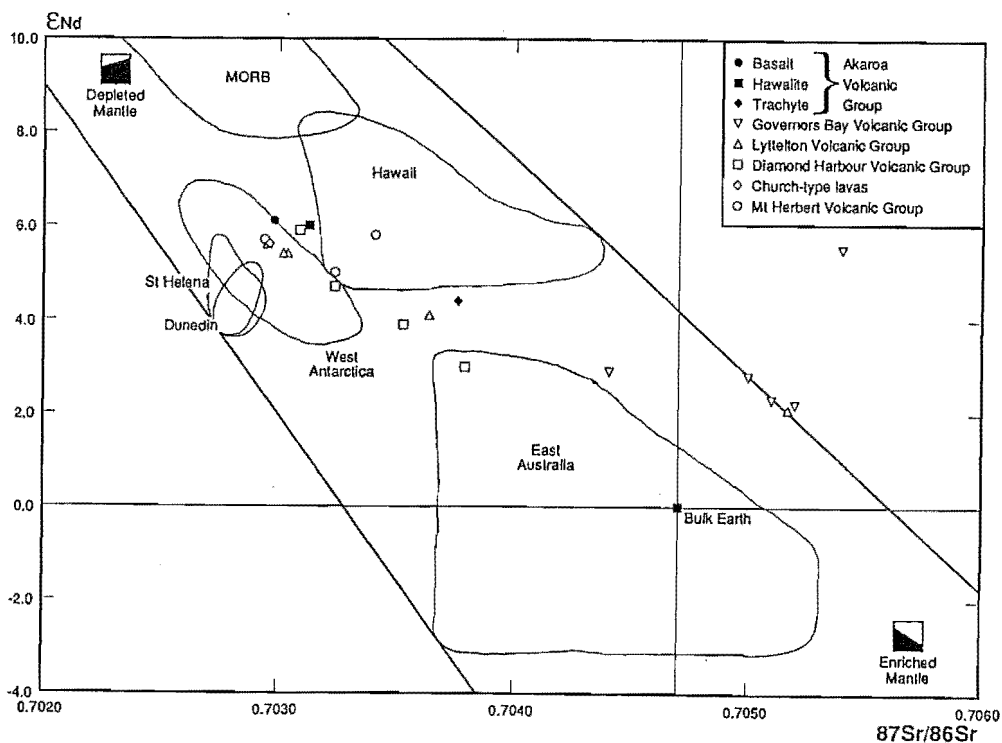 εNd
10.0
8.0
6.0
4.0
2.0
0.0
-2.0
-4.0
0.7020
0.7030
0.7040
0.7050
0.7060
87Sr/86Sr
Depleted
Mantle
MORB
Hawaii
St Helena
Dunedin
West
Antarctica
East
Australia
Bulk Earth
Enriched
Mantle
Basalt
Hawaiite
Trachyte
Akaroa
Volcanic
Group
Governors Bay Volcanic Group
Lyttelton Volcanic Group
Diamond Harbour Volcanic Group
Church-type lavas
Mt Herbert Volcanic Group